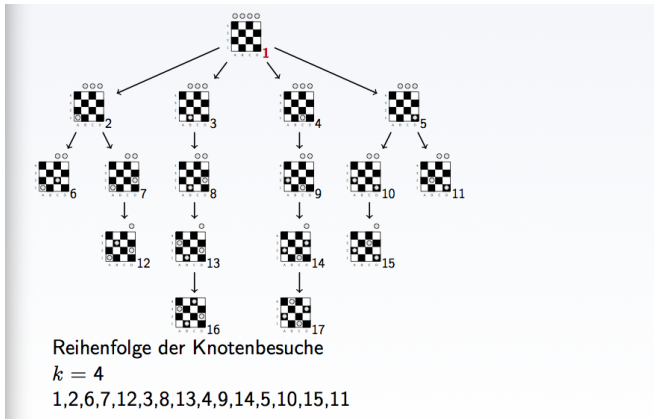 1
2 3 4 5
6 7 8 9 10 11
12 13 14 15
16 17
Reihenfolge der Knotenbesuche
k = 4
1,2,6,7,12,3,8,13,4,9,14,5,10,15,11